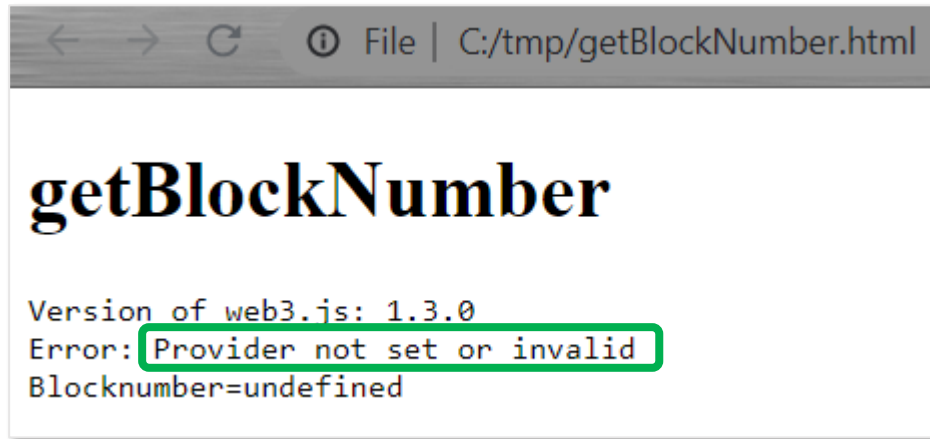 File | C:/tmp/getBlockNumber.html
getBlockNumber
Version of web3.js: 1.3.0
Error: Provider not set or invalid
Blocknumber=undefined